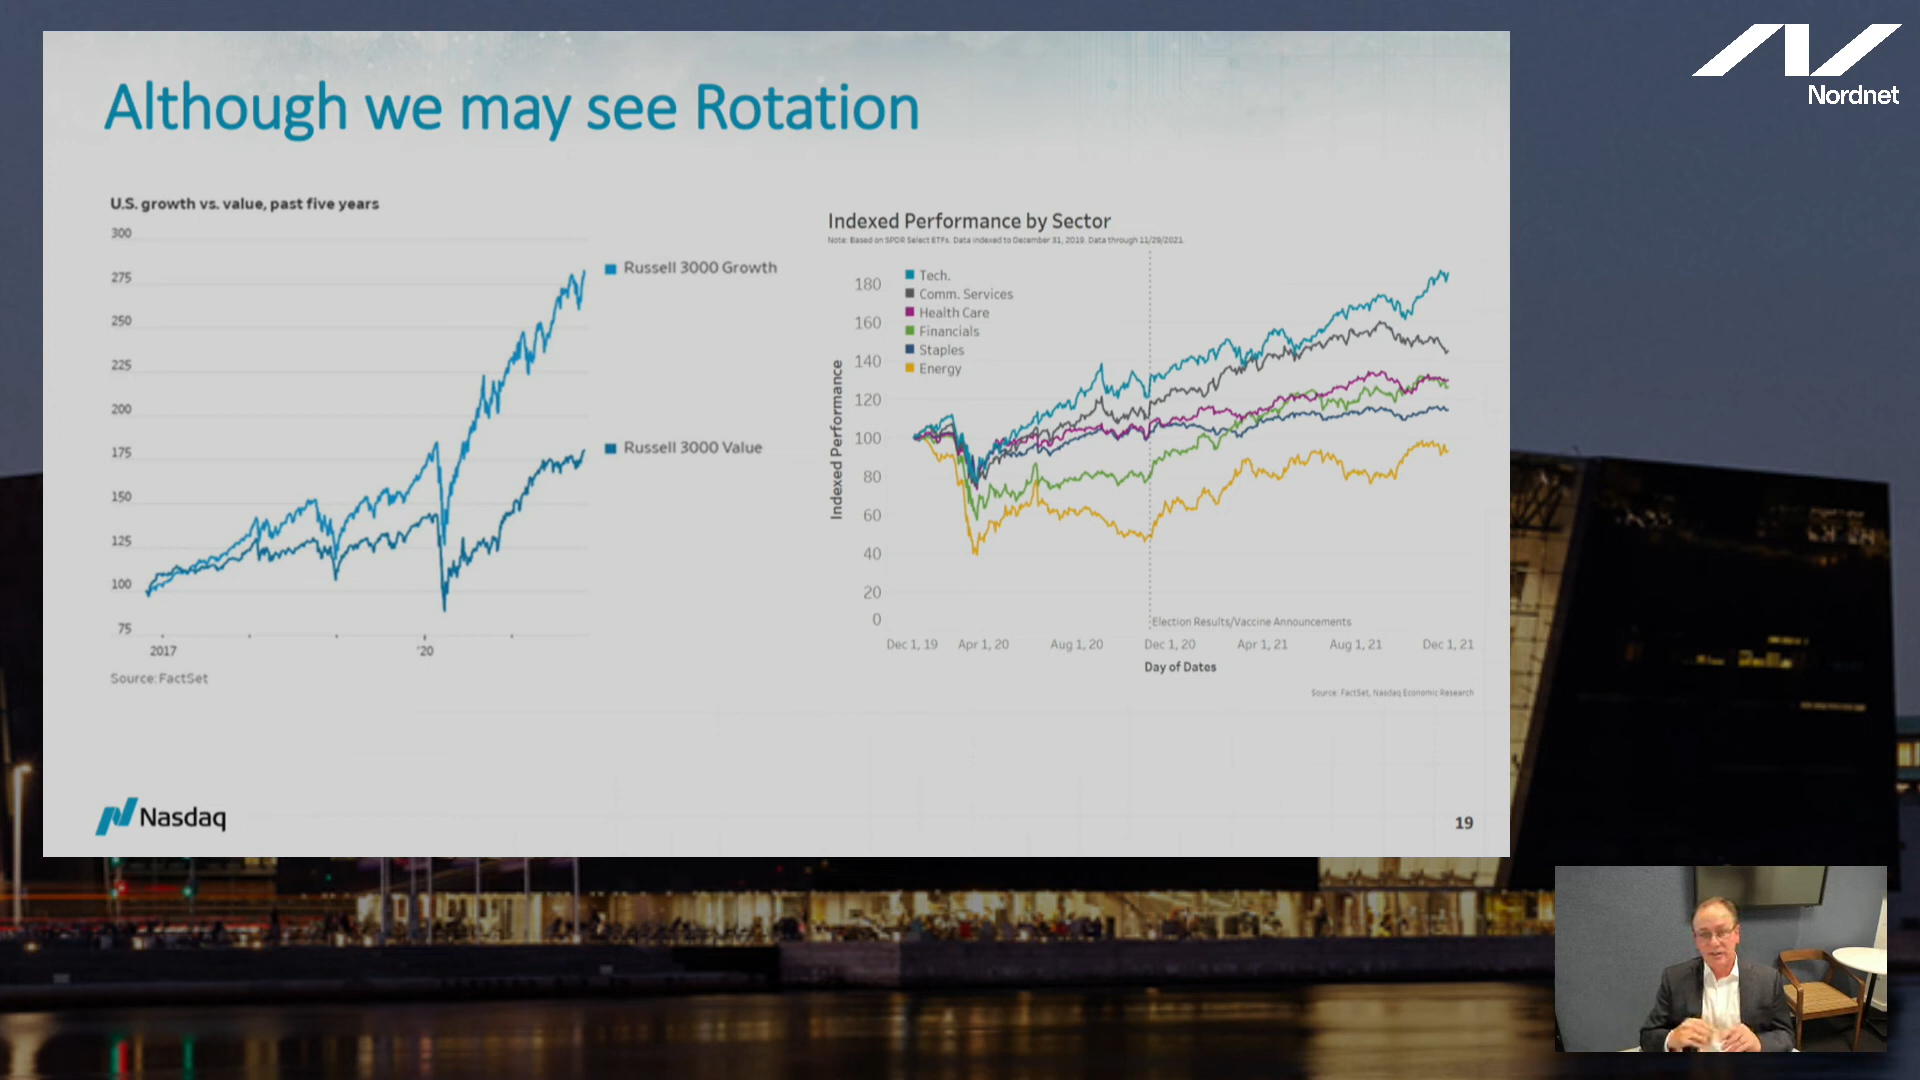 Nordnet
Although we may see Rotation
U.S. growth vs. value, past five years
300
275
250
225
200
175
150
125
100
75
2017
'20
Russell 3000 Growth
Russell 3000 Value
Source: FactSet
Indexed Performance by Sector
Note: Based on SPDR Select ETFs. Data indexed to December 31, 2019. Data through 11/29/2021.
Tech.
Comm. Services
Health Care
Financials
Staples
Energy
Indexed Performance
180
160
140
120
100
80
60
40
20
0
Election Results/Vaccine Announcements
Dec 1, 19 Apr 1, 20 Aug 1, 20 Dec 1, 20 Apr 1, 21 Aug 1, 21 Dec 1, 21
Day of Dates
Source: FactSet, Nasdaq Economic Research
Nasdaq
19